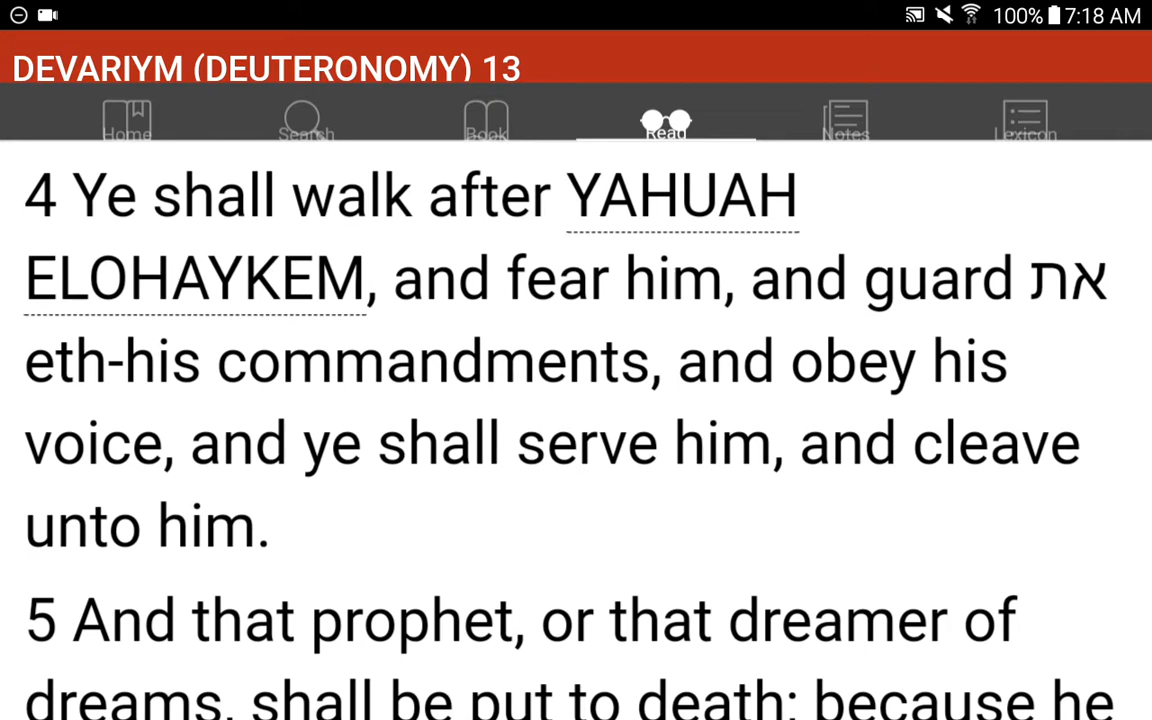 100% 7:18 AM
DEVARIYM (DEUTERONOMY) 13
Home Search Book Read Notes Lexicon
4 Ye shall walk after YAHUAH
ELOHAYKEM, and fear him, and guard את
eth-his commandments, and obey his
voice, and ye shall serve him, and cleave
unto him.
5 And that prophet, or that dreamer of
dreams, shall be put to death; because he